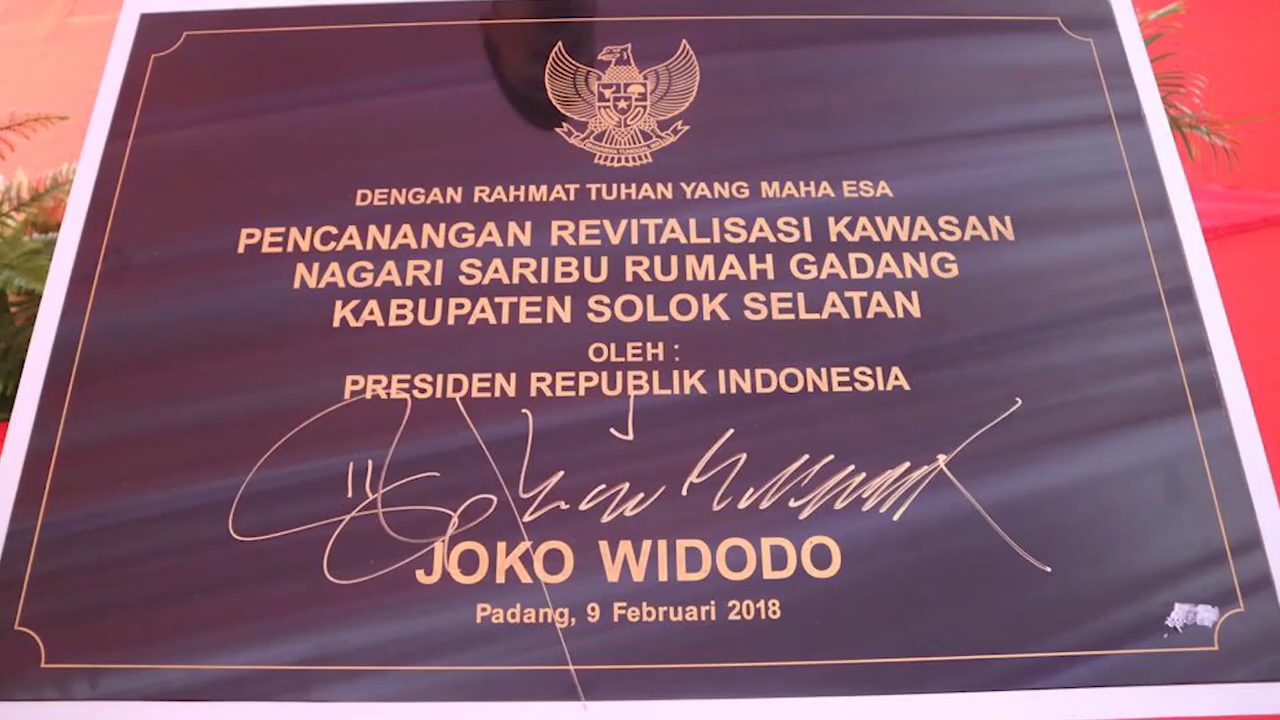 DENGAN RAHMAT TUHAN YANG MAHA ESA
PENCANANGAN REVITALISASI KAWASAN
NAGARI SARIBU RUMAH GADANG
KABUPATEN SOLOK SELATAN
OLEH :
PRESIDEN REPUBLIK INDONESIA
JOKO WIDODO
Padang, 9 Februari 2018